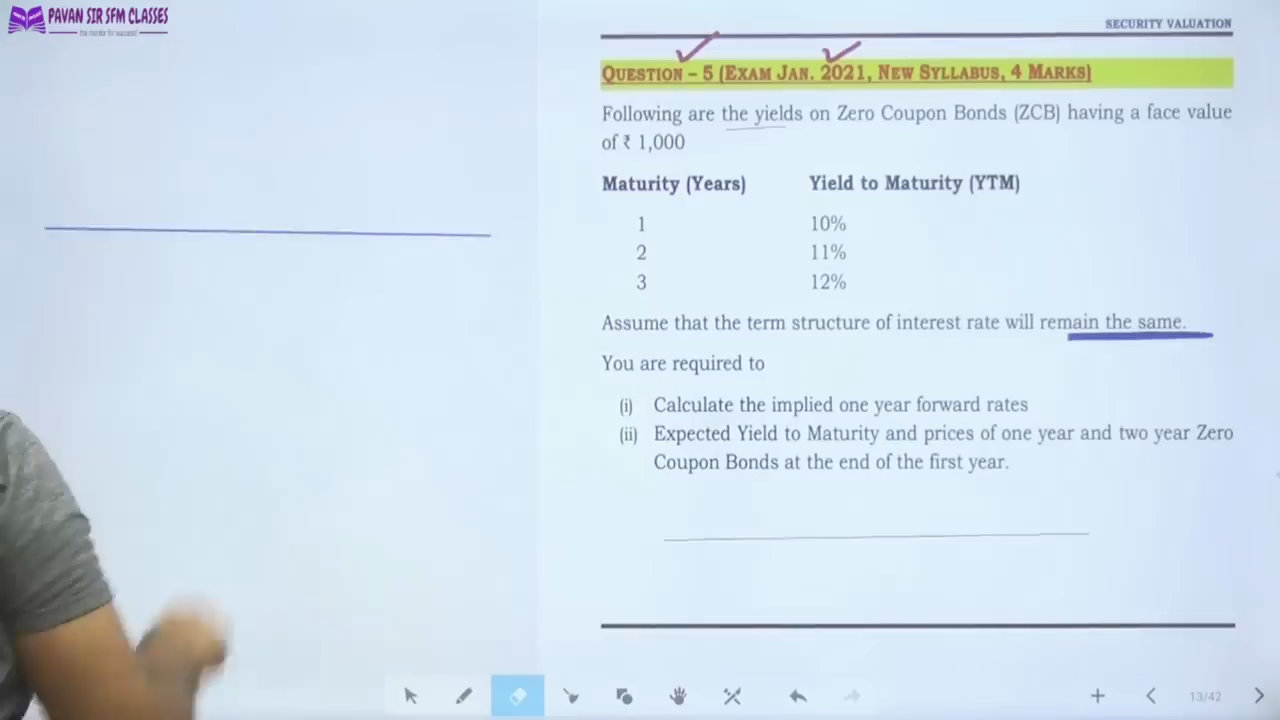 PAVAN SIR SFM CLASSES
SECURITY VALUATION
QUESTION – 5 (EXAM JAN. 2021, NEW SYLLABUS, 4 MARKS)
Following are the yields on Zero Coupon Bonds (ZCB) having a face value
of ₹ 1,000
Maturity (Years) Yield to Maturity (YTM)
1 10%
2 11%
3 12%
Assume that the term structure of interest rate will remain the same.
You are required to
(i) Calculate the implied one year forward rates
(ii) Expected Yield to Maturity and prices of one year and two year Zero
Coupon Bonds at the end of the first year.
13/42